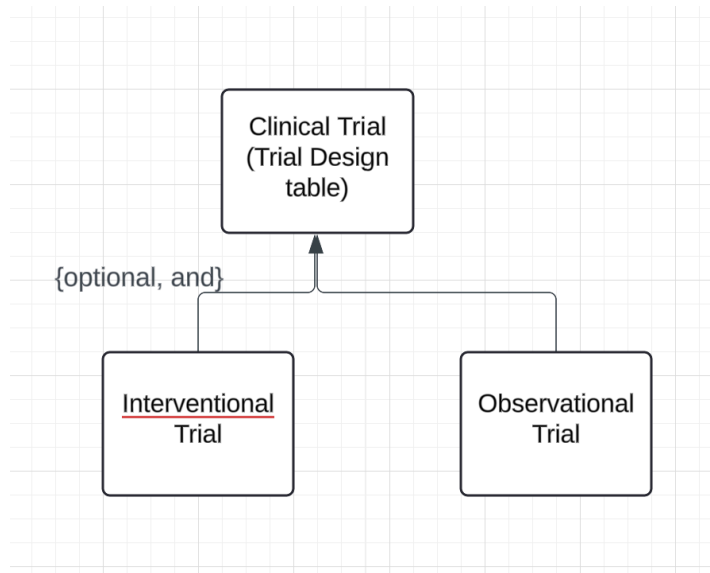 Clinical Trial
(Trial Design
table)
{optional, and}
Interventional
Trial
Observational
Trial